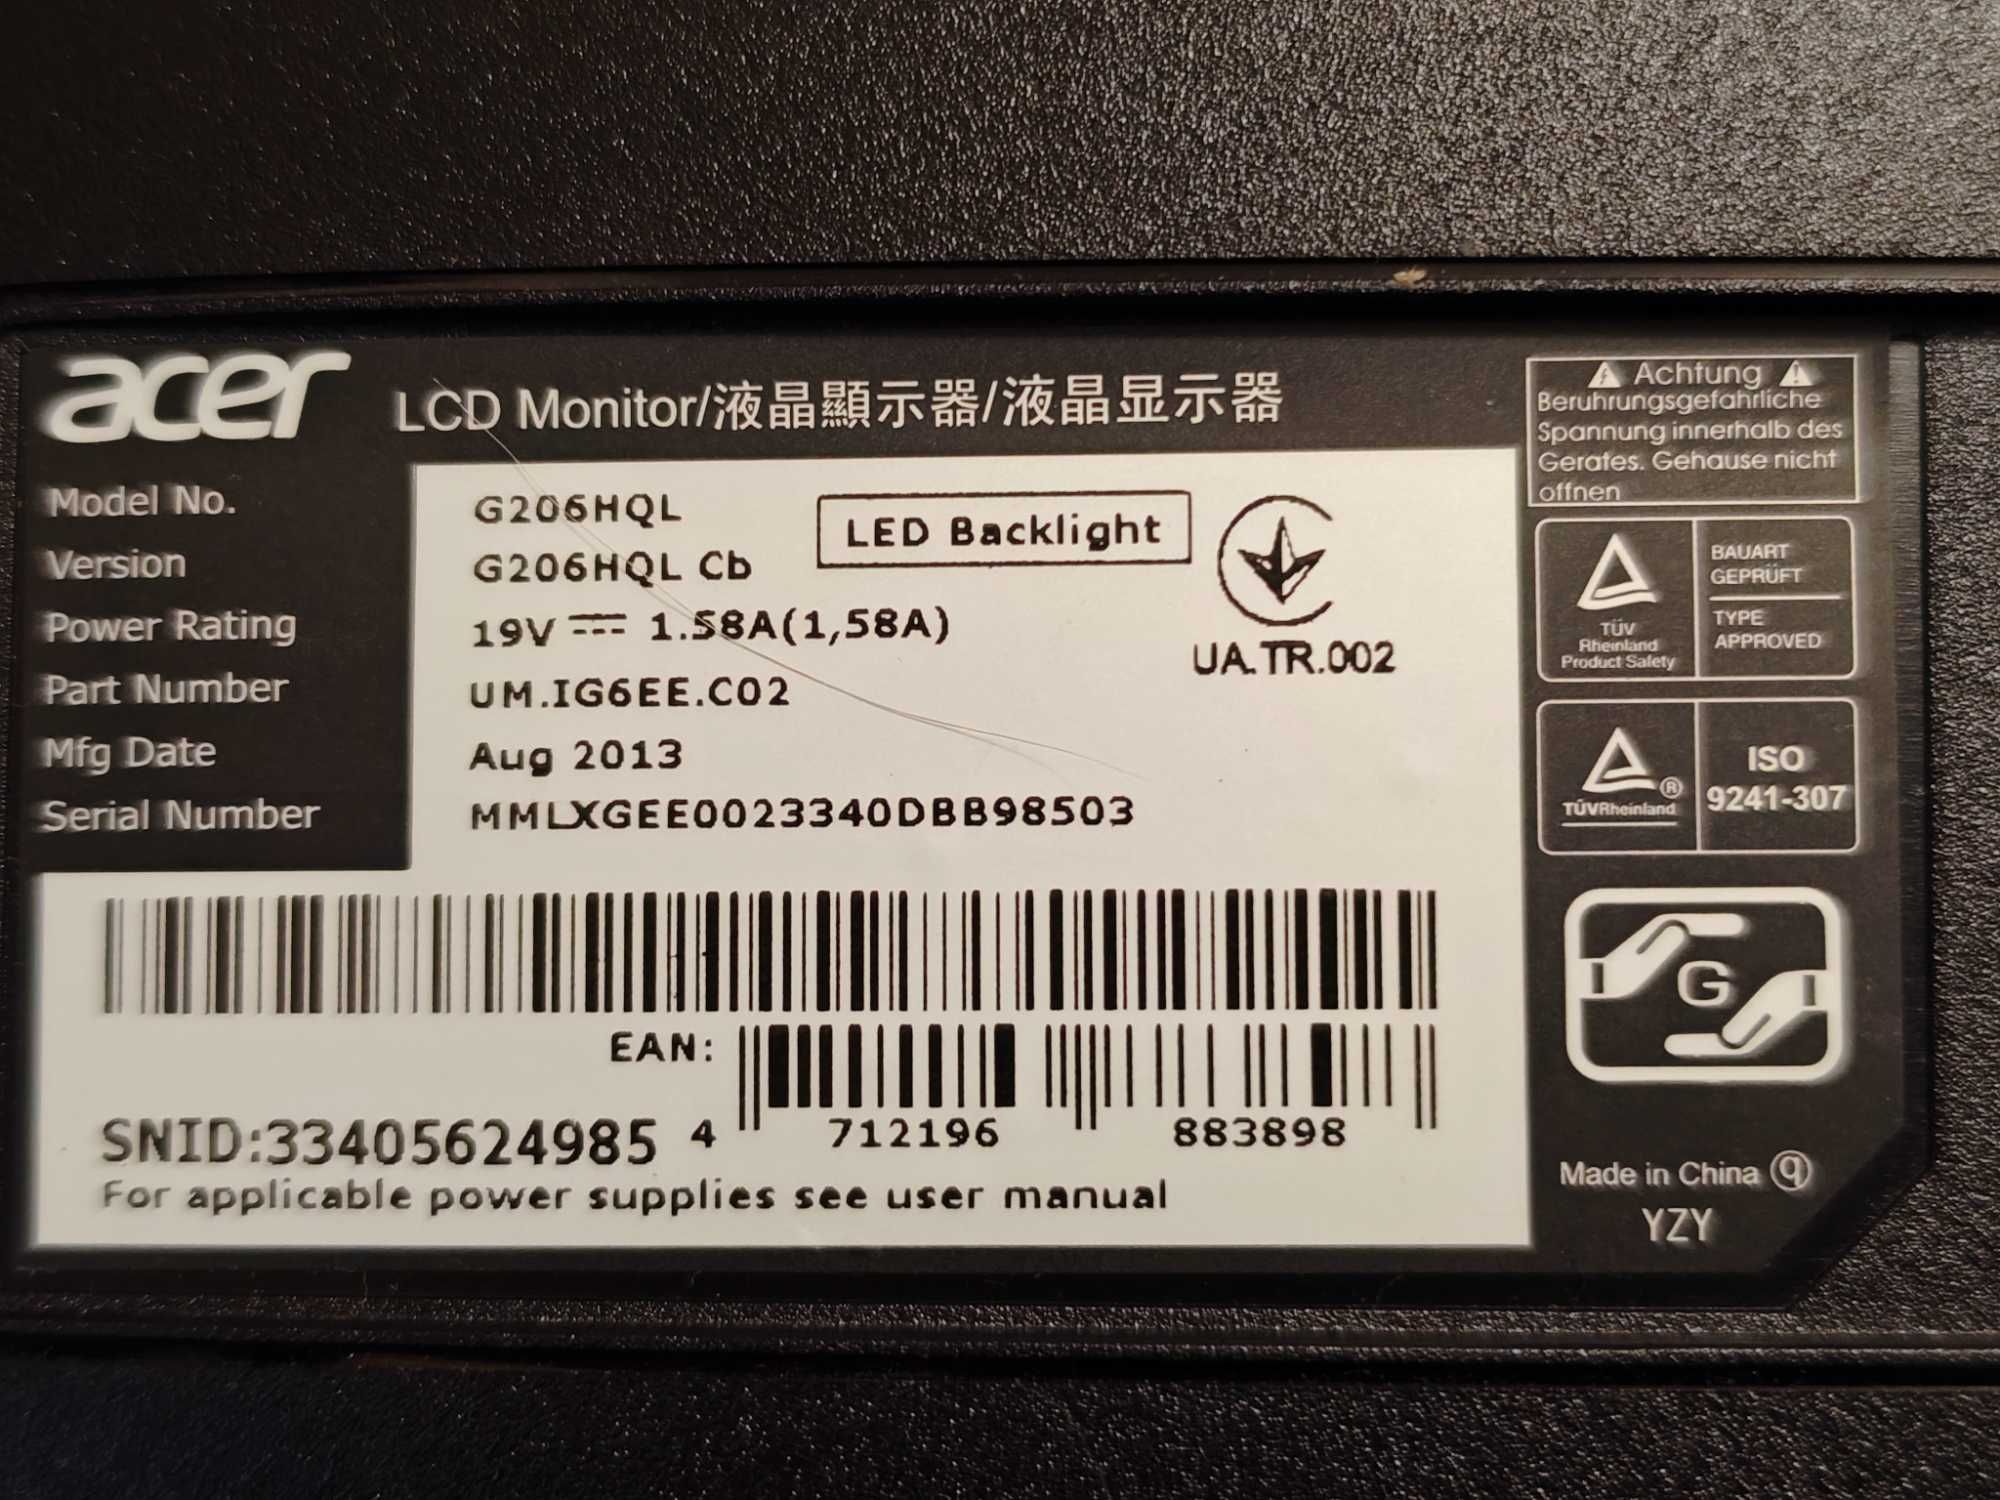 acer
LCD Monitor/液晶顯示器/液晶显示器
Model No. G206HQL
Version G206HQL Cb
Power Rating 19V 1.58A(1,58A)
Part Number UM.IG6EE.C02
Mfg Date Aug 2013
Serial Number MMLXGEE0023340DBB98503
LED Backlight
UA.TR.002
EAN:
4 712196 883898
SNID:33405624985
For applicable power supplies see user manual
Achtung
Beruhrungsgefahrliche
Spannung innerhalb des
Gerates. Gehause nicht
offnen
TÜV
Rheinland
Product Safety
BAUART
GEPRÜFT
TYPE
APPROVED
TÜVRheinland ®
ISO
9241-307
G
Made in China ⓠ
YZY